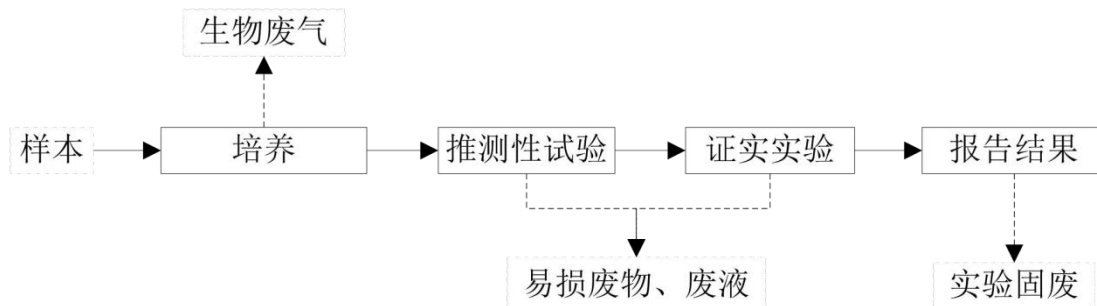 生物废气
样本
培养
推测性试验
证实实验
报告结果
易损废物、废液
实验固废